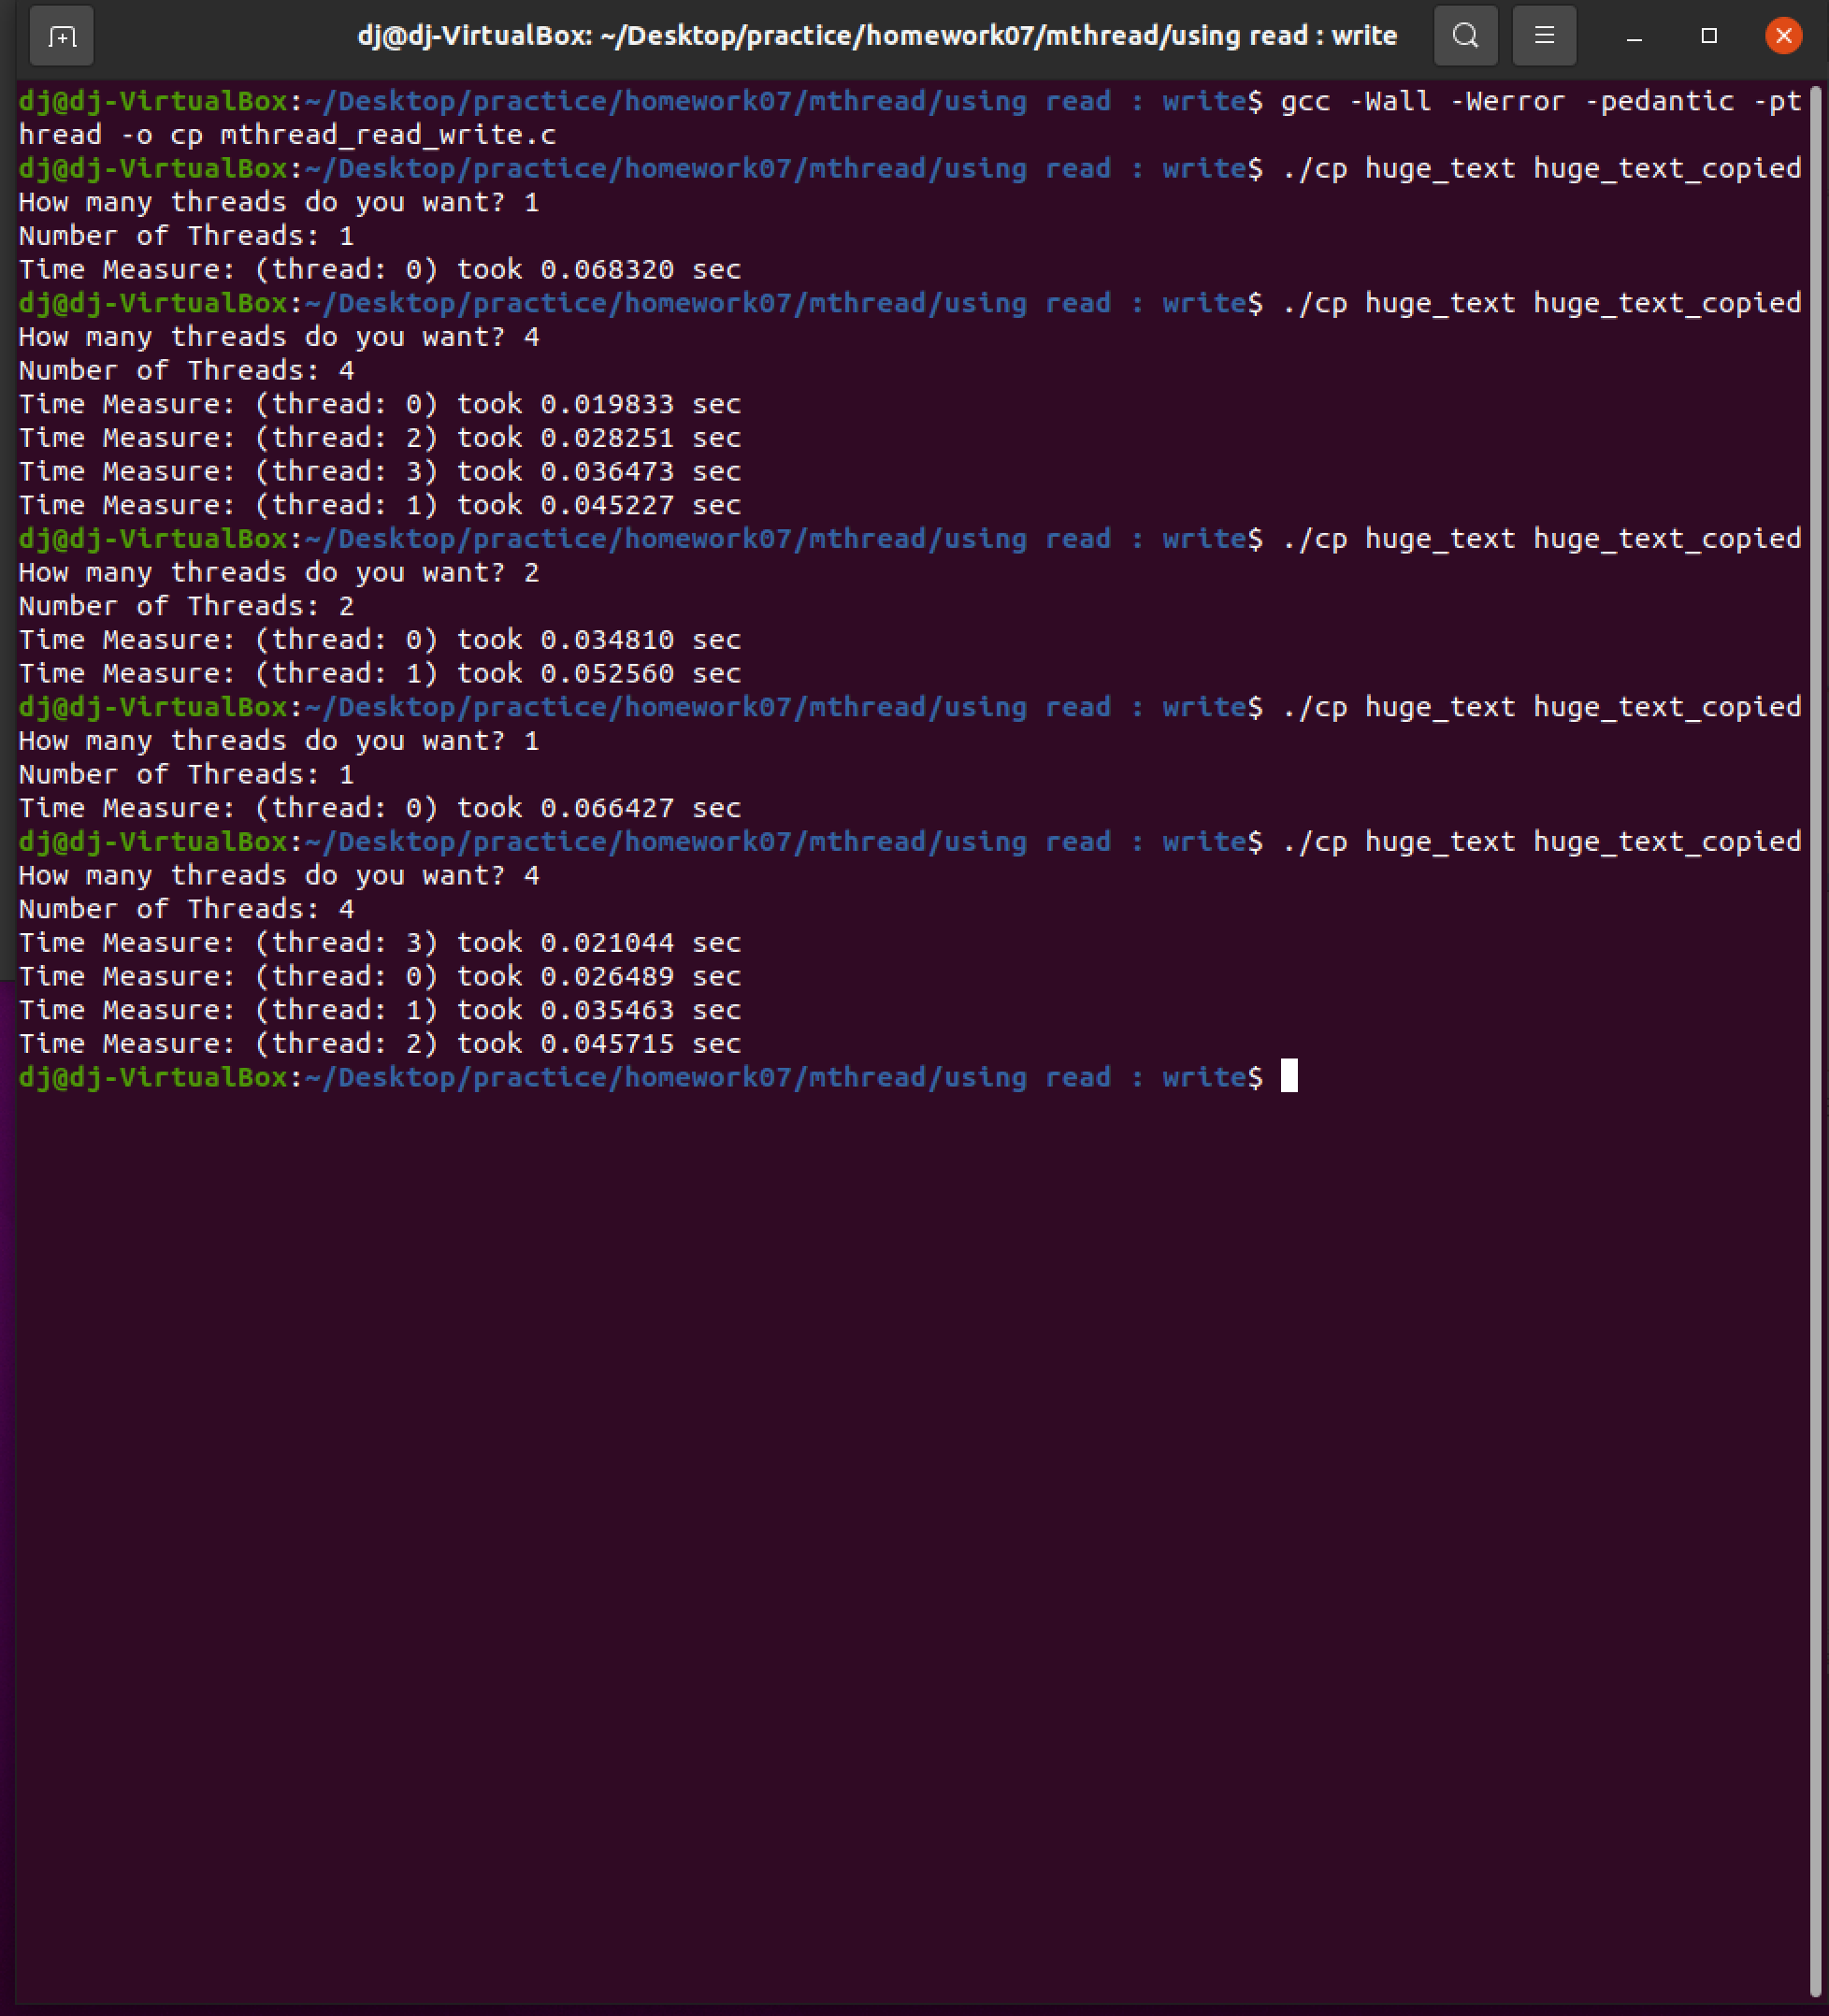 dj@dj-VirtualBox: ~/Desktop/practice/homework07/mthread/using read : write
dj@dj-VirtualBox:~/Desktop/practice/homework07/mthread/using read : write$ gcc -Wall -Werror -pedantic -pt
hread -o cp mthread_read_write.c
dj@dj-VirtualBox:~/Desktop/practice/homework07/mthread/using read : write$ ./cp huge_text huge_text_copied
How many threads do you want? 1
Number of Threads: 1
Time Measure: (thread: 0) took 0.068320 sec
dj@dj-VirtualBox:~/Desktop/practice/homework07/mthread/using read : write$ ./cp huge_text huge_text_copied
How many threads do you want? 4
Number of Threads: 4
Time Measure: (thread: 0) took 0.019833 sec
Time Measure: (thread: 2) took 0.028251 sec
Time Measure: (thread: 3) took 0.036473 sec
Time Measure: (thread: 1) took 0.045227 sec
dj@dj-VirtualBox:~/Desktop/practice/homework07/mthread/using read : write$ ./cp huge_text huge_text_copied
How many threads do you want? 2
Number of Threads: 2
Time Measure: (thread: 0) took 0.034810 sec
Time Measure: (thread: 1) took 0.052560 sec
dj@dj-VirtualBox:~/Desktop/practice/homework07/mthread/using read : write$ ./cp huge_text huge_text_copied
How many threads do you want? 1
Number of Threads: 1
Time Measure: (thread: 0) took 0.066427 sec
dj@dj-VirtualBox:~/Desktop/practice/homework07/mthread/using read : write$ ./cp huge_text huge_text_copied
How many threads do you want? 4
Number of Threads: 4
Time Measure: (thread: 3) took 0.021044 sec
Time Measure: (thread: 0) took 0.026489 sec
Time Measure: (thread: 1) took 0.035463 sec
Time Measure: (thread: 2) took 0.045715 sec
dj@dj-VirtualBox:~/Desktop/practice/homework07/mthread/using read : write$